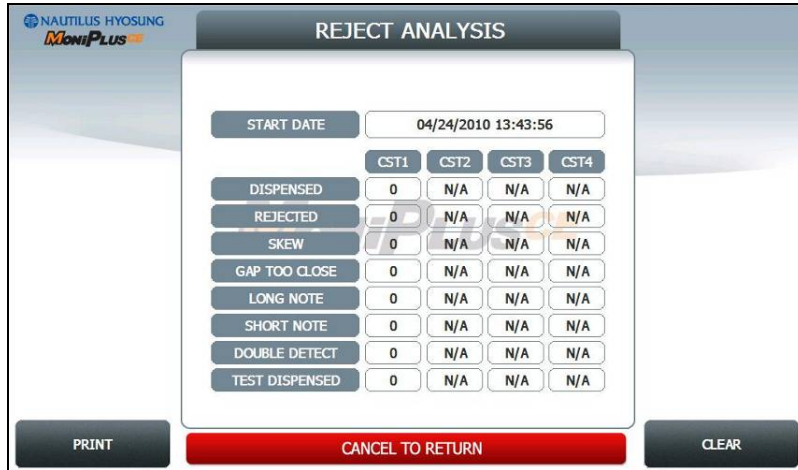 NAUTILUS HYOSUNG
MoniPlusCE
REJECT ANALYSIS
START DATE 04/24/2010 13:43:56
CST1 CST2 CST3 CST4
DISPENSED 0 N/A N/A N/A
REJECTED 0 N/A N/A N/A
SKEW 0 N/A N/A N/A
GAP TOO CLOSE 0 N/A N/A N/A
LONG NOTE 0 N/A N/A N/A
SHORT NOTE 0 N/A N/A N/A
DOUBLE DETECT 0 N/A N/A N/A
TEST DISPENSED 0 N/A N/A N/A
MoniPlusCE
PRINT CANCEL TO RETURN CLEAR